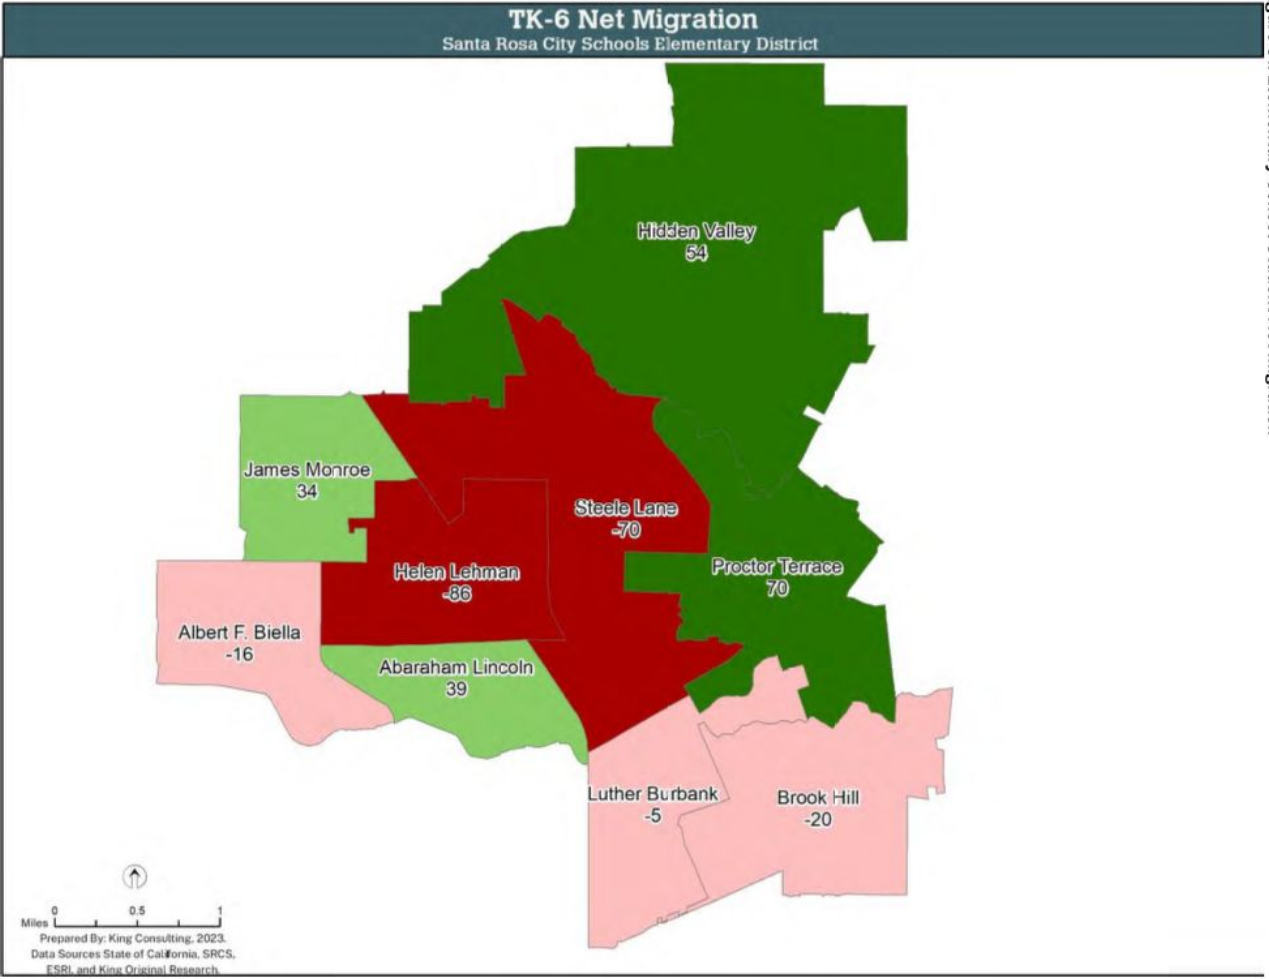 TK-6 Net Migration
Santa Rosa City Schools Elementary District
Hidden Valley
54
James Monroe
34
Steele Lane
-70
Helen Lehman
-86
Proctor Terrace
70
Albert F. Biella
-16
Abaraham Lincoln
39
Luther Burbank
-5
Brook Hill
-20
0 0.5 1
Miles
Prepared By: King Consulting, 2023.
Data Sources State of California, SRCS,
ESRI, and King Original Research.